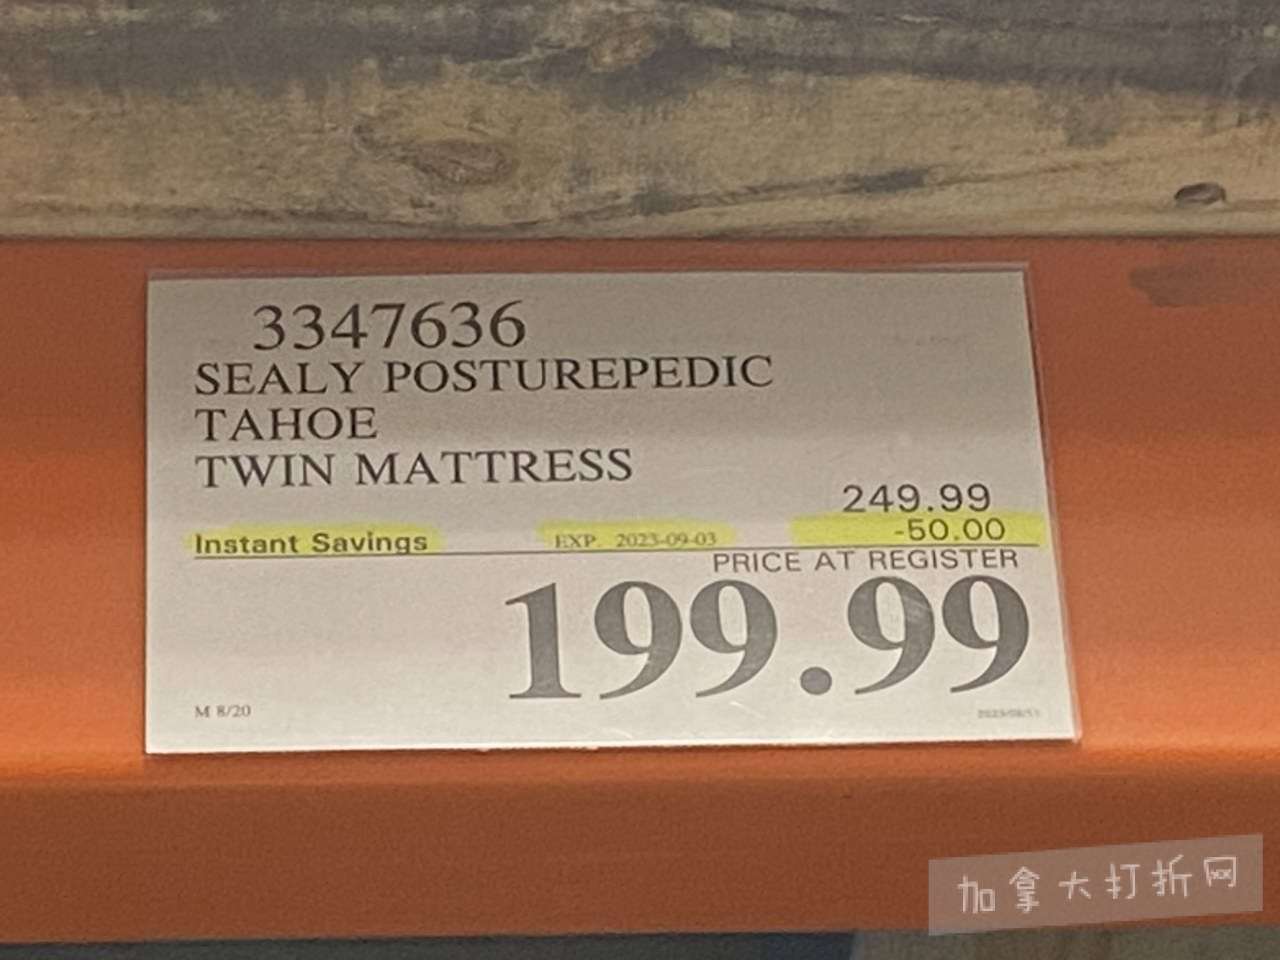 3347636
SEALY POSTUREPEDIC
TAHOE
TWIN MATTRESS
249.99
Instant Savings EXP. 2023-09-03 -50.00
PRICE AT REGISTER
199.99
M 8/20
加拿大打折网